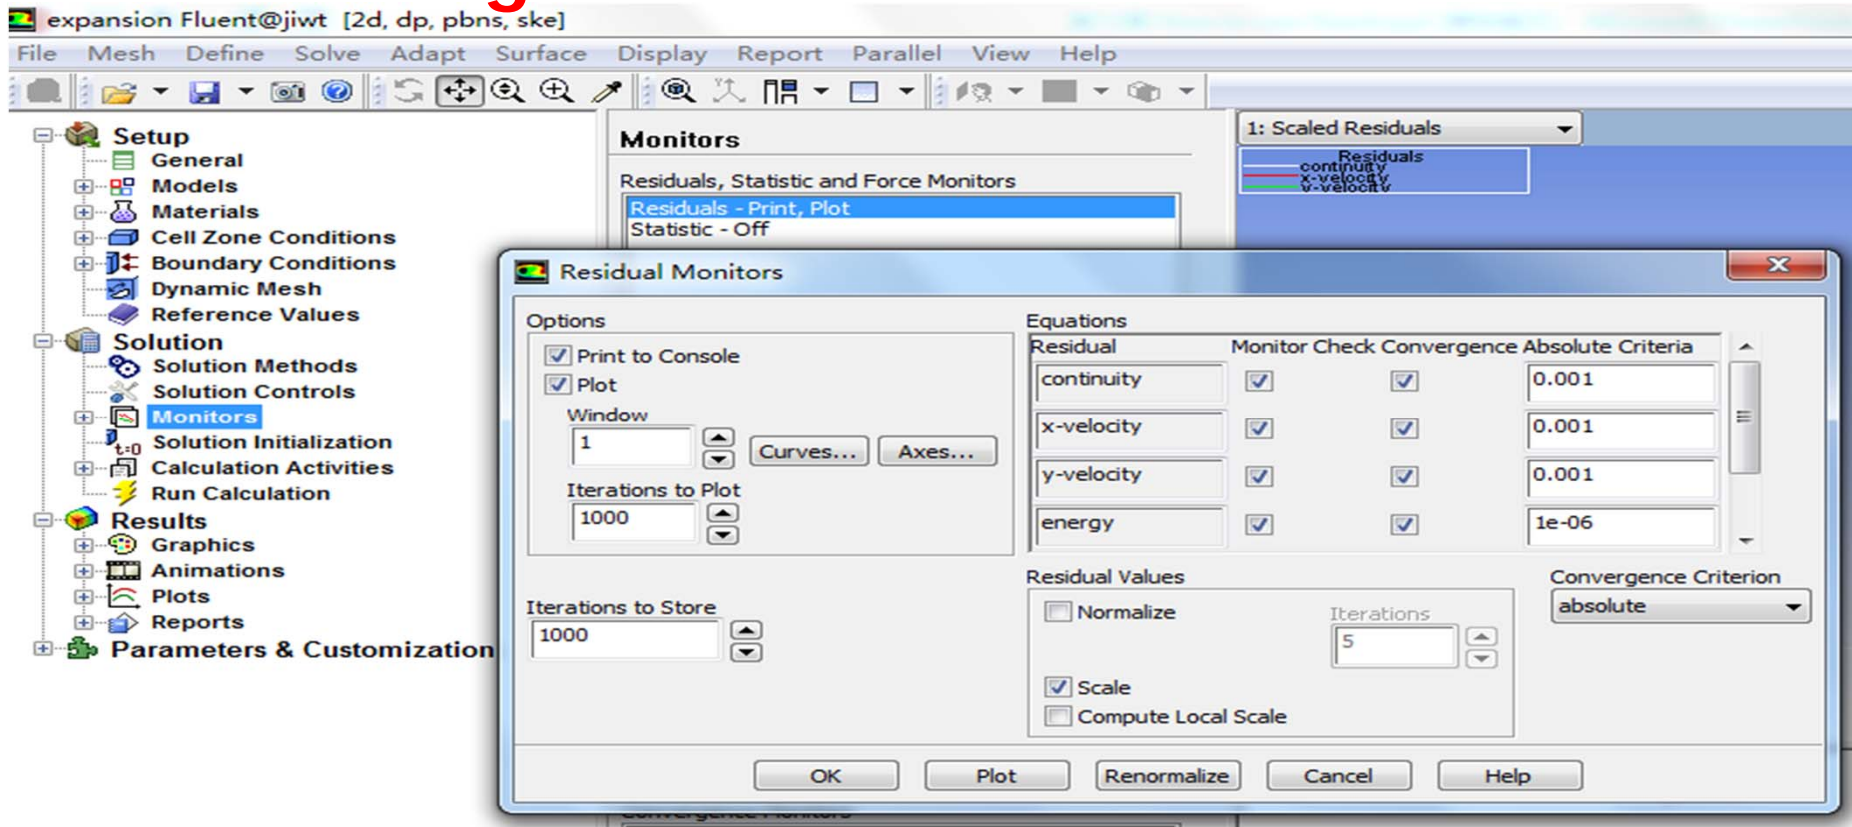 g
expansion Fluent@jiwt [2d, dp, pbns, ske]
File Mesh Define Solve Adapt Surface Display Report Parallel View Help
Setup
General
Models
Materials
Cell Zone Conditions
Boundary Conditions
Dynamic Mesh
Reference Values
Solution
Solution Methods
Solution Controls
Monitors
t=0 Solution Initialization
Calculation Activities
Run Calculation
Results
Graphics
Animations
Plots
Reports
Parameters & Customization
Monitors
Residuals, Statistic and Force Monitors
Residuals - Print, Plot
Statistic - Off
1: Scaled Residuals
Residuals
continuity
x-velocity
y-velocity
Residual Monitors
Options
Print to Console
Plot
Window
1
Curves... Axes...
Iterations to Plot
1000
Iterations to Store
1000
Equations
Residual Monitor Check Convergence Absolute Criteria
continuity 0.001
x-velocity 0.001
y-velocity 0.001
energy 1e-06
Residual Values
Normalize Iterations
5
Scale
Compute Local Scale
Convergence Criterion
absolute
OK Plot Renormalize Cancel Help
Convergence Monitors